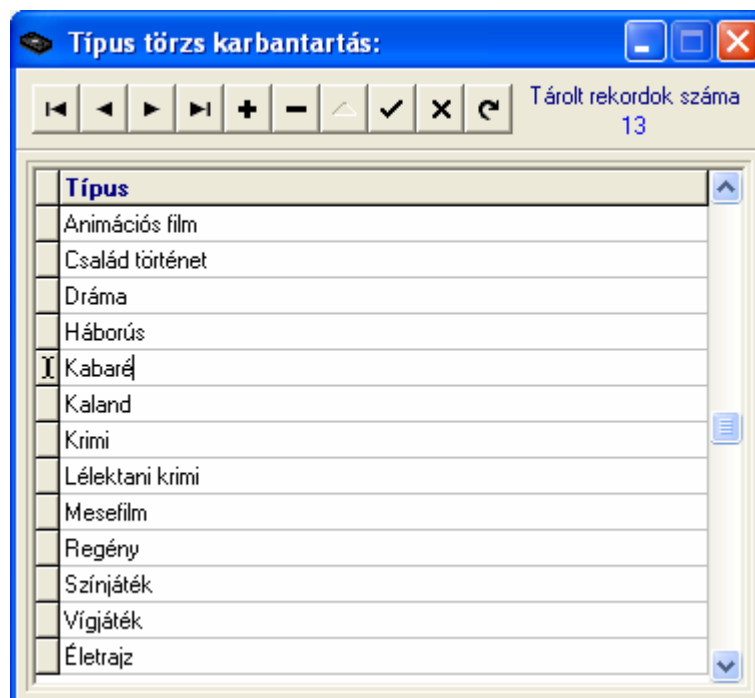 Típus törzs karbantartás:
Tárolt rekordok száma
13
Típus
Animációs film
Család történet
Dráma
Háborús
Kabaré
Kaland
Krimi
Lélektani krimi
Mesefilm
Regény
Színjáték
Vígjáték
Életrajz